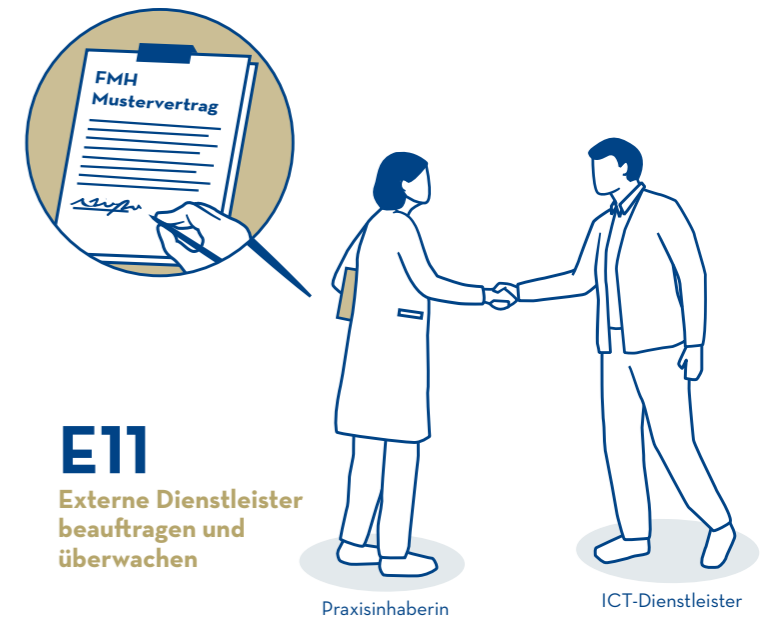 FMH
Mustervertrag
E11
Externe Dienstleister
beauftragen und
überwachen
Praxisinhaberin
ICT-Dienstleister